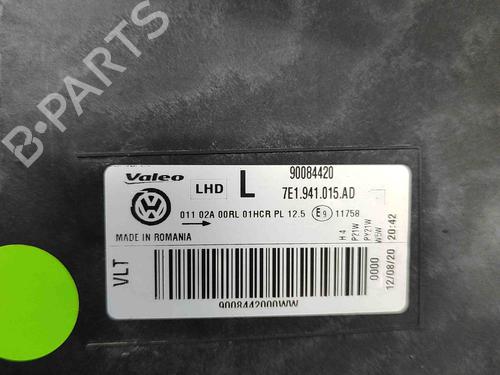 B-PARTS
Valeo
LHD
L
90084420
7E1.941.015.AD
011 02A 00RL 01HCR PL 12.5 E9 11758
MADE IN ROMANIA
H4
P21W
PY21W
W5W
VLT
0000
12/08/20 20:42
9008442000WW